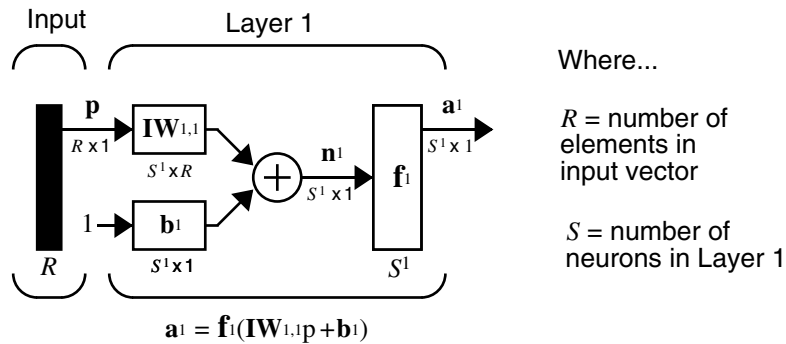 Input
Layer 1
Where...
p
a1
R x 1
IW1,1
S1 x R
n1
S1 x 1
f1
S1 x 1
R = number of
elements in
input vector
1
b1
S1 x 1
R
S1
S = number of
neurons in Layer 1
a1 = f1(IW1,1p +b1)